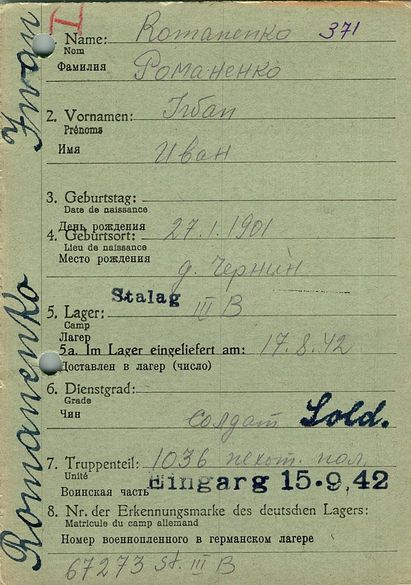 Romanenko Iwan
I
1. Name: Romanenko 371
Nom
Фамилия Романенко
2. Vornamen: Iван
Prénoms
Имя Иван
3. Geburtstag:
Date de naissance
День рождения 27.1.1901
4. Geburtsort:
Lieu de naissance
Место рождения д. Чернин
5. Lager: Stalag III B
Camp
Лагерь
5a. Im Lager eingeliefert am: 17.8.42
Доставлен в лагерь (число)
6. Dienstgrad:
Grade
Чин солдат Sold.
7. Truppenteil: 1036 пехот. пол.
Unité
Воинская часть Eingang 15.9.42
8. Nr. der Erkennungsmarke des deutschen Lagers:
Matricule du camp allemand
Номер военнопленного в германском лагере
67273 St. III B